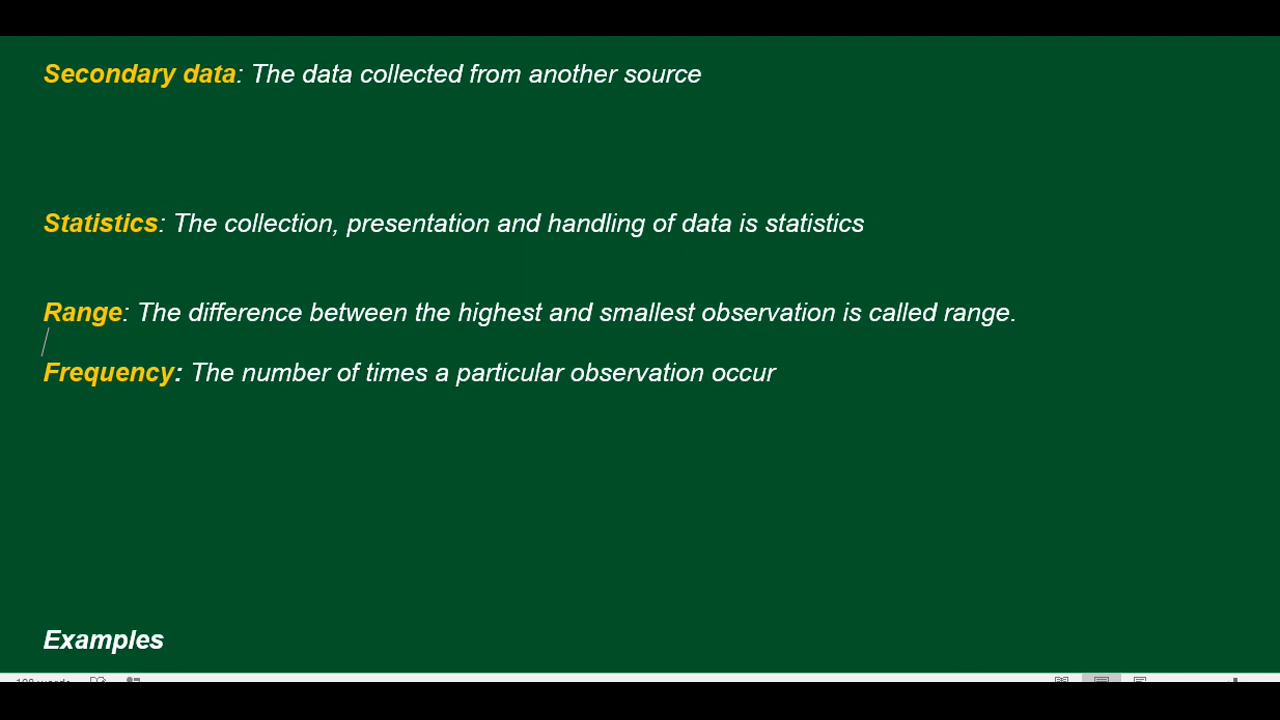 Secondary data: The data collected from another source
Statistics: The collection, presentation and handling of data is statistics
Range: The difference between the highest and smallest observation is called range.
Frequency: The number of times a particular observation occur
Examples